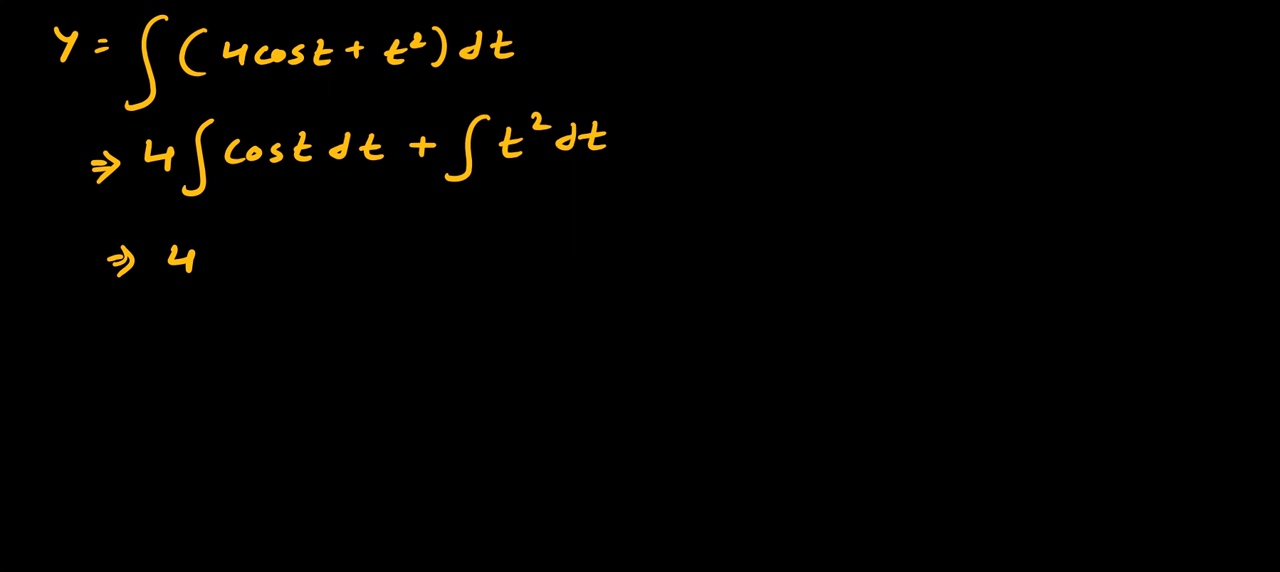 Y = ∫ ( 4cost + t² ) dt
⇒ 4 ∫ cost dt + ∫ t² dt
⇒ 4